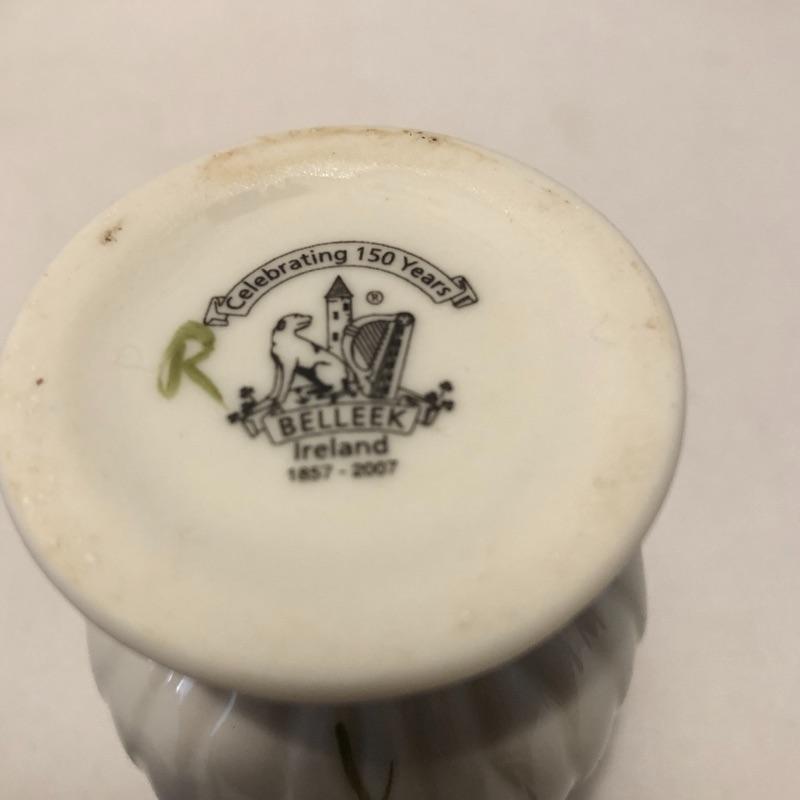 Celebrating 150 Years
®
R
BELLEEK
Ireland
1857 - 2007